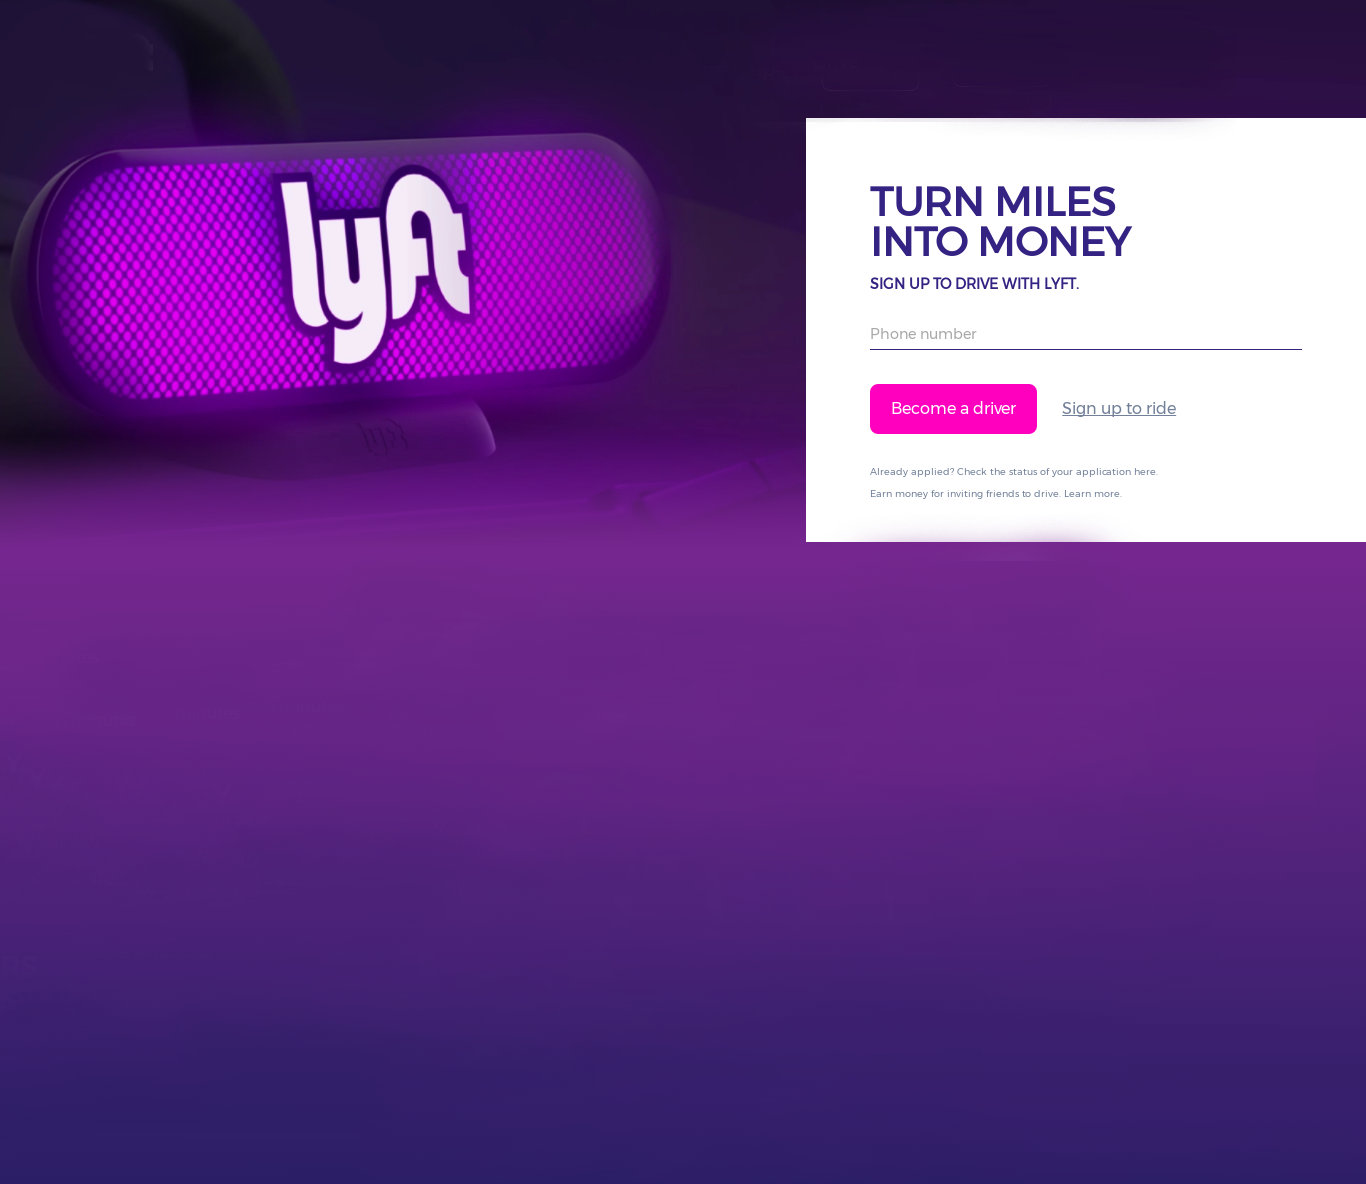 lyft
TURN MILES
INTO MONEY
SIGN UP TO DRIVE WITH LYFT.
Phone number
Become a driver
Sign up to ride
Already applied? Check the status of your application here.
Earn money for inviting friends to drive. Learn more.